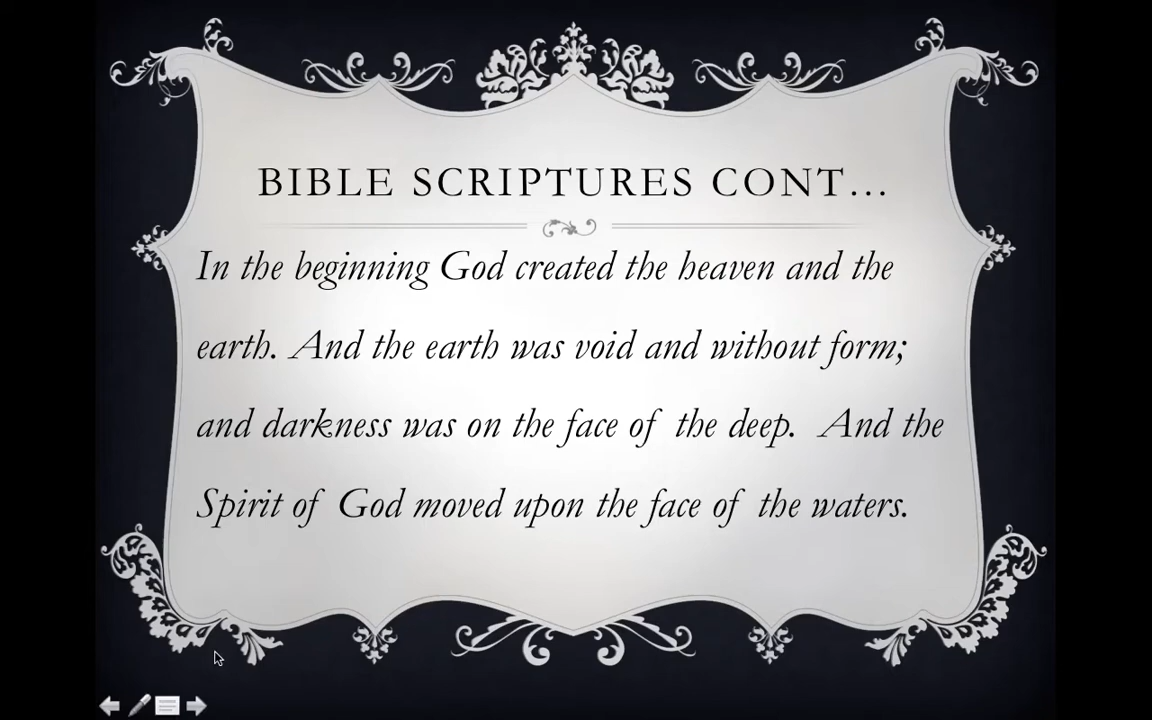 BIBLE SCRIPTURES CONT...
In the beginning God created the heaven and the
earth. And the earth was void and without form;
and darkness was on the face of the deep. And the
Spirit of God moved upon the face of the waters.